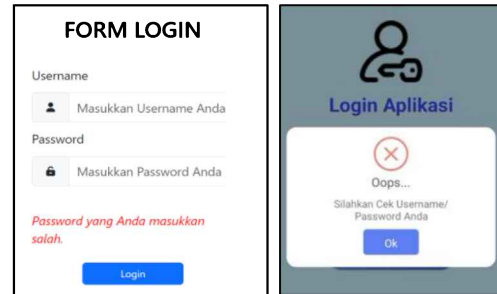 FORM LOGIN
Username
Masukkan Username Anda
Password
Masukkan Password Anda
Password yang Anda masukkan
salah.
Login
Login Aplikasi
Oops...
Silahkan Cek Username/
Password Anda
Ok